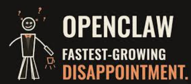 OPENCLAW
FASTEST-GROWING
DISAPPOINTMENT.